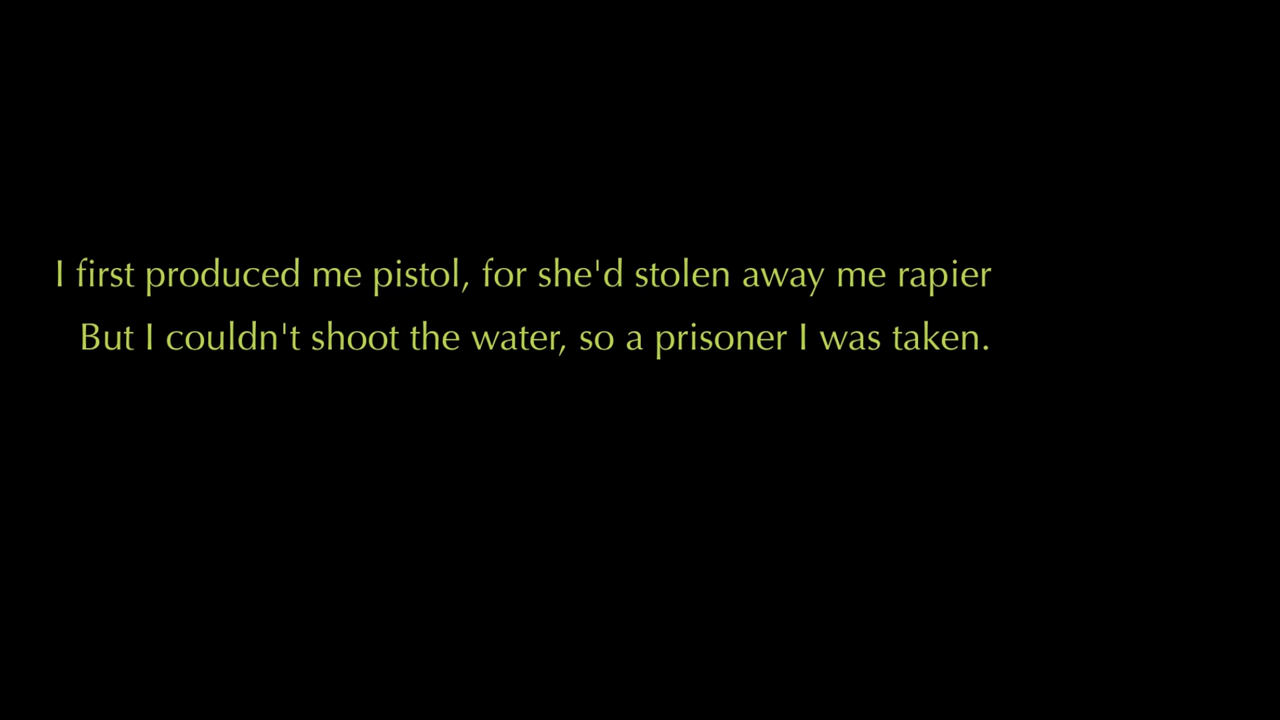 I first produced me pistol, for she'd stolen away me rapier
But I couldn't shoot the water, so a prisoner I was taken.